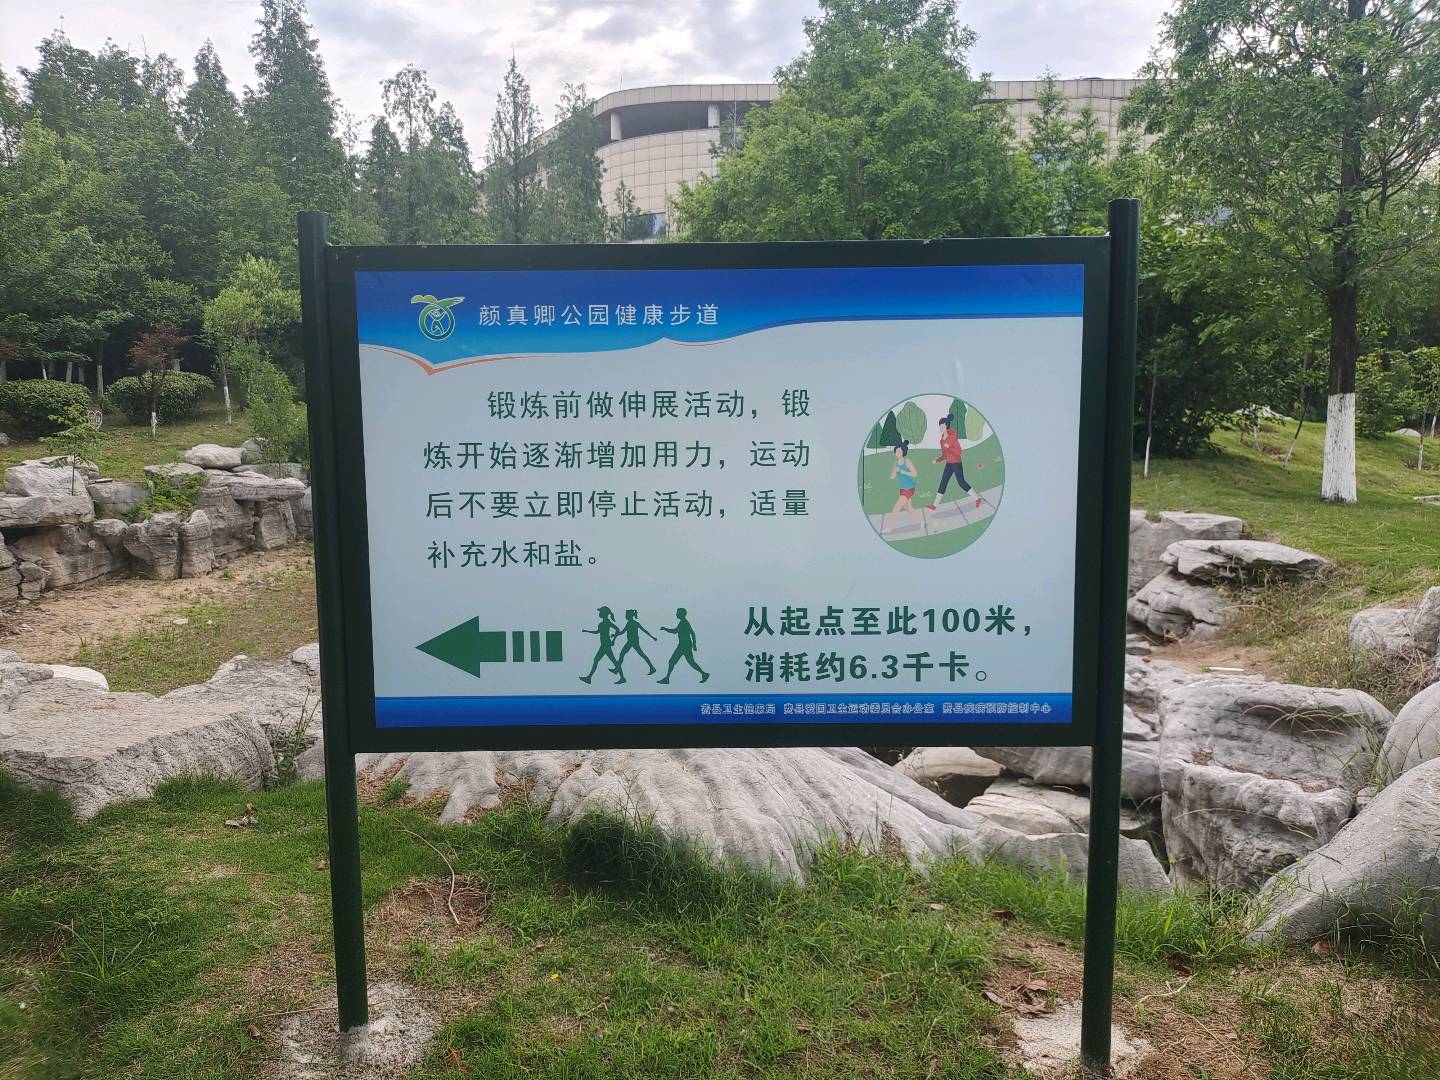 颜真卿公园健康步道
锻炼前做伸展活动，锻
炼开始逐渐增加用力，运动
后不要立即停止活动，适量
补充水和盐。
从起点至此100米，
消耗约6.3千卡。
费县卫生健康局 费县爱国卫生运动委员会办公室 费县疾病预防控制中心